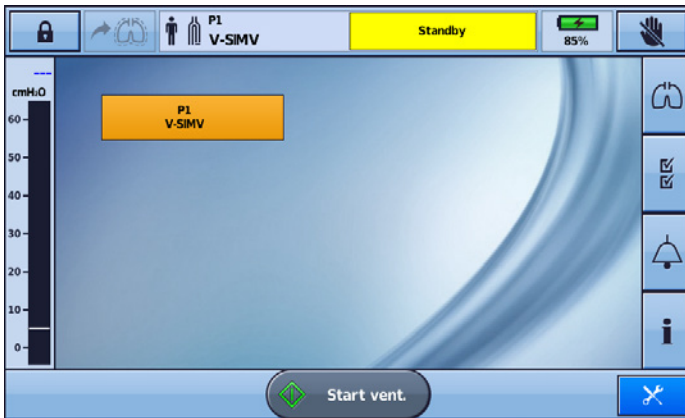 P1
V-SIMV
Standby
85%
---
cmH₂O
P1
V-SIMV
60
50
40
30
20
10
0
i
Start vent.